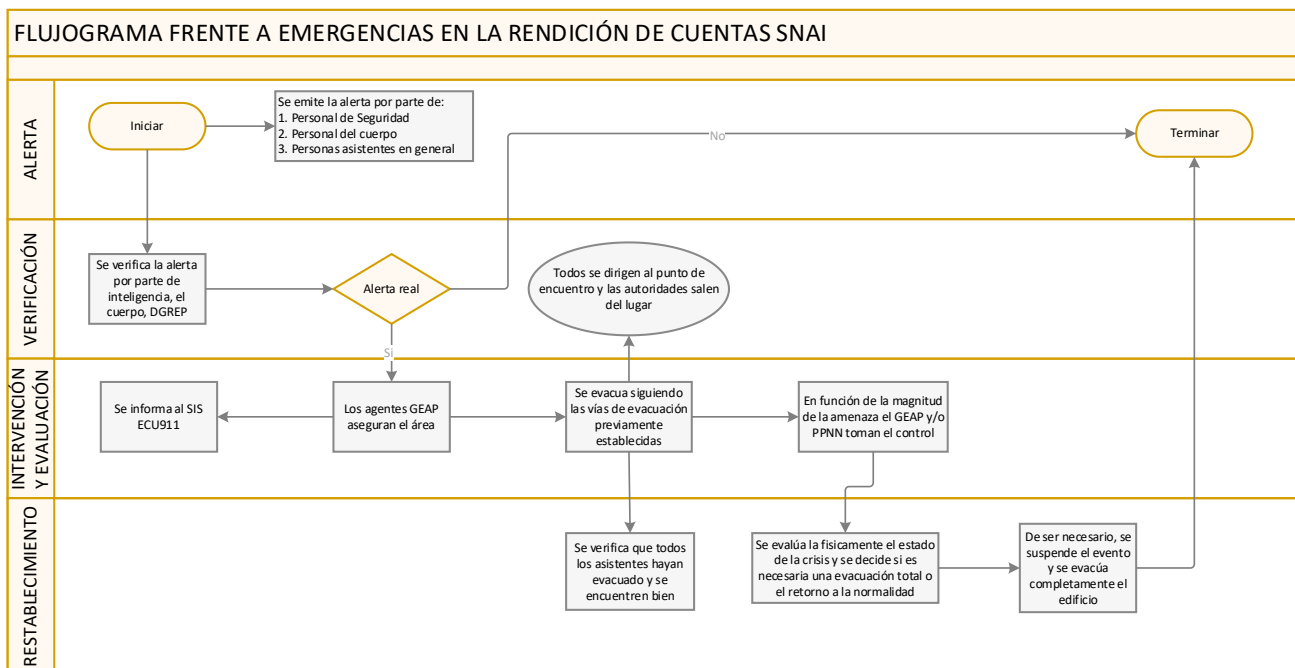 FLUJOGRAMA FRENTE A EMERGENCIAS EN LA RENDICIÓN DE CUENTAS SNAI
ALERTA
Iniciar
Se emite la alerta por parte de:
1. Personal de Seguridad
2. Personal del cuerpo
3. Personas asistentes en general
No
Terminar
VERIFICACIÓN
Se verifica la alerta
por parte de
inteligencia, el
cuerpo, DGREP
Alerta real
Si
Todos se dirigen al punto de
encuentro y las autoridades salen
del lugar
INTERVENCIÓN
Y EVALUACIÓN
Se informa al SIS
ECU911
Los agentes GEAP
aseguran el área
Se evacua siguiendo
las vías de evacuación
previamente
establecidas
En función de la magnitud
de la amenaza el GEAP y/o
PPNN toman el control
RESTABLECIMIENTO
Se verifica que todos
los asistentes hayan
evacuado y se
encuentren bien
Se evalúa la fisicamente el estado
de la crisis y se decide si es
necesaria una evacuación total o
el retorno a la normalidad
De ser necesario, se
suspende el evento
y se evacúa
completamente el
edificio